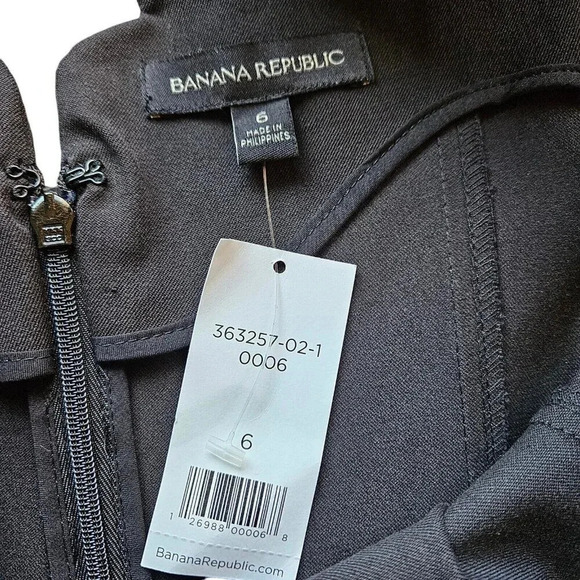 BANANA REPUBLIC
6
MADE IN
PHILIPPINES
363257-02-1
0006
6
1 26988 00006 8
BananaRepublic.com